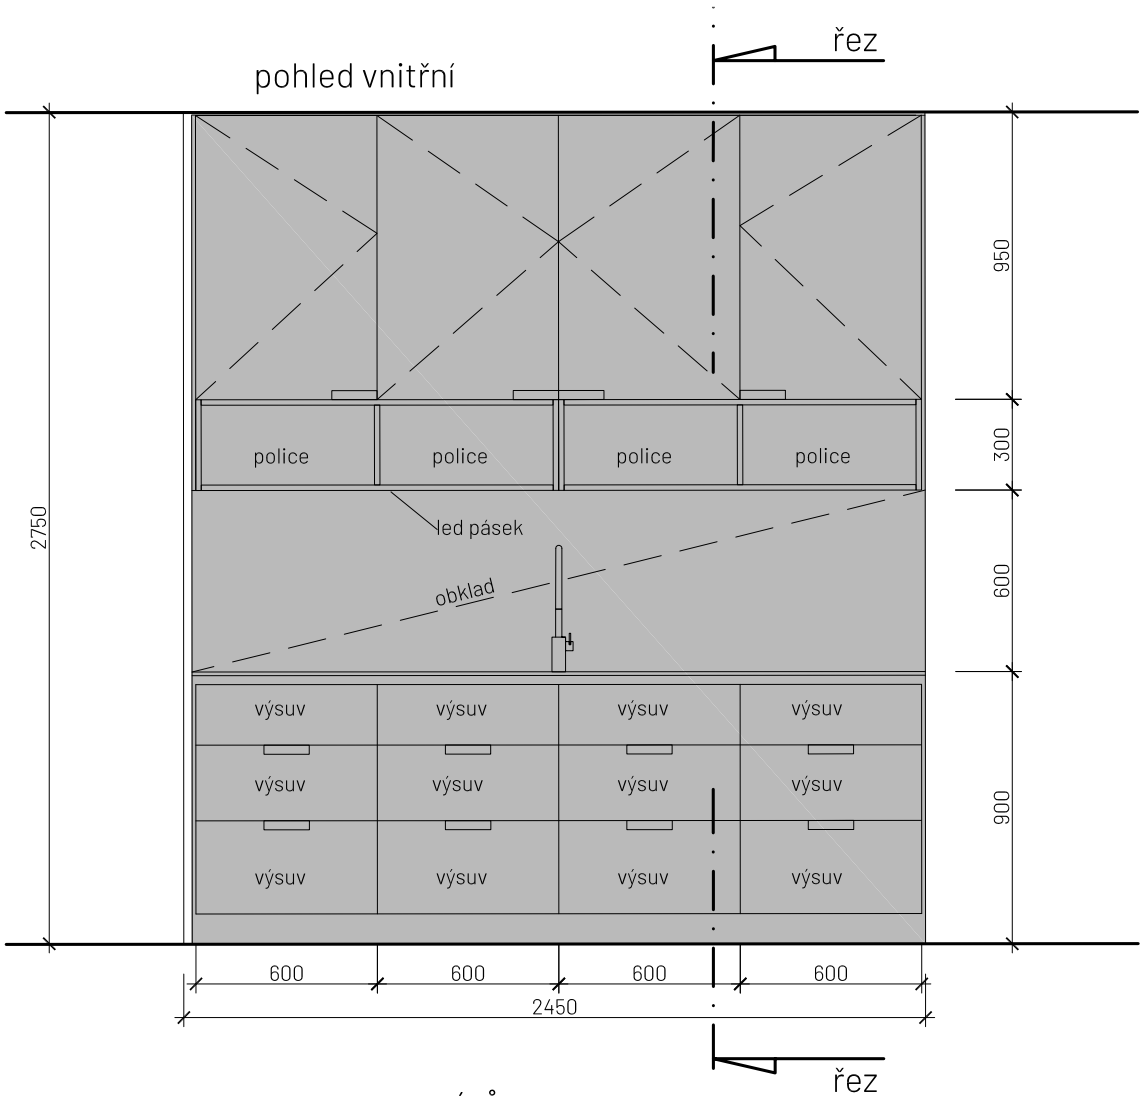 řez
pohled vnitřní
950
police police police police
300
led pásek
2750
obklad
600
výsuv výsuv výsuv výsuv
výsuv výsuv výsuv výsuv
900
výsuv výsuv výsuv výsuv
600 600 600 600
2450
řez